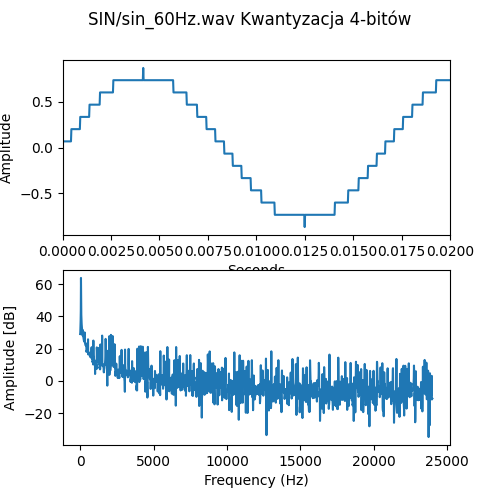 SIN/sin_60Hz.wav Kwantyzacja 4-bitów
Amplitude
0.5
0.0
−0.5
0.0000 0.0025 0.0050 0.0075 0.0100 0.0125 0.0150 0.0175 0.0200
Seconds
Amplitude [dB]
60
40
20
0
−20
0 5000 10000 15000 20000 25000
Frequency (Hz)